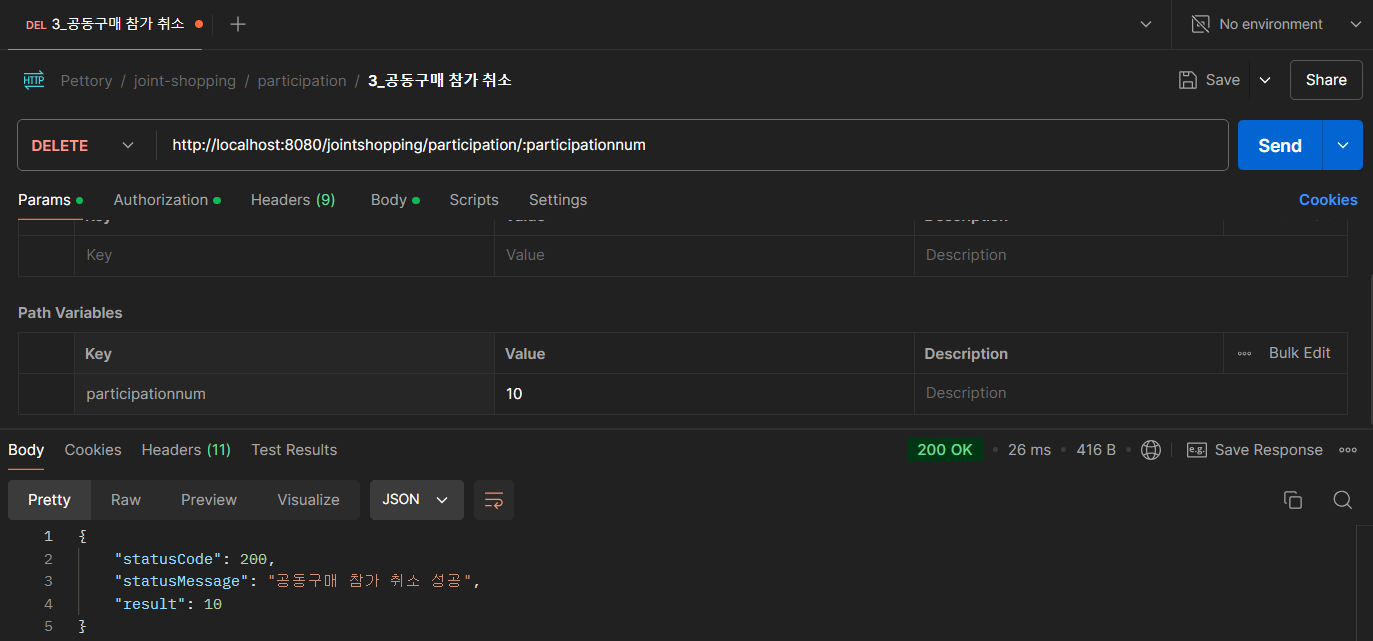 DEL 3_공동구매 참가 취소
No environment
HTTP Pettory / joint-shopping / participation / 3_공동구매 참가 취소
Save
Share
DELETE
http://localhost:8080/jointshopping/participation/:participationnum
Send
Params Authorization Headers (9) Body Scripts Settings Cookies
Key Value Description
Key Value Description
Path Variables
Key Value Description Bulk Edit
participationnum 10 Description
Body Cookies Headers (11) Test Results 200 OK 26 ms 416 B e.g. Save Response
Pretty Raw Preview Visualize JSON
1 {
2 "statusCode": 200,
3 "statusMessage": "공동구매 참가 취소 성공",
4 "result": 10
5 }